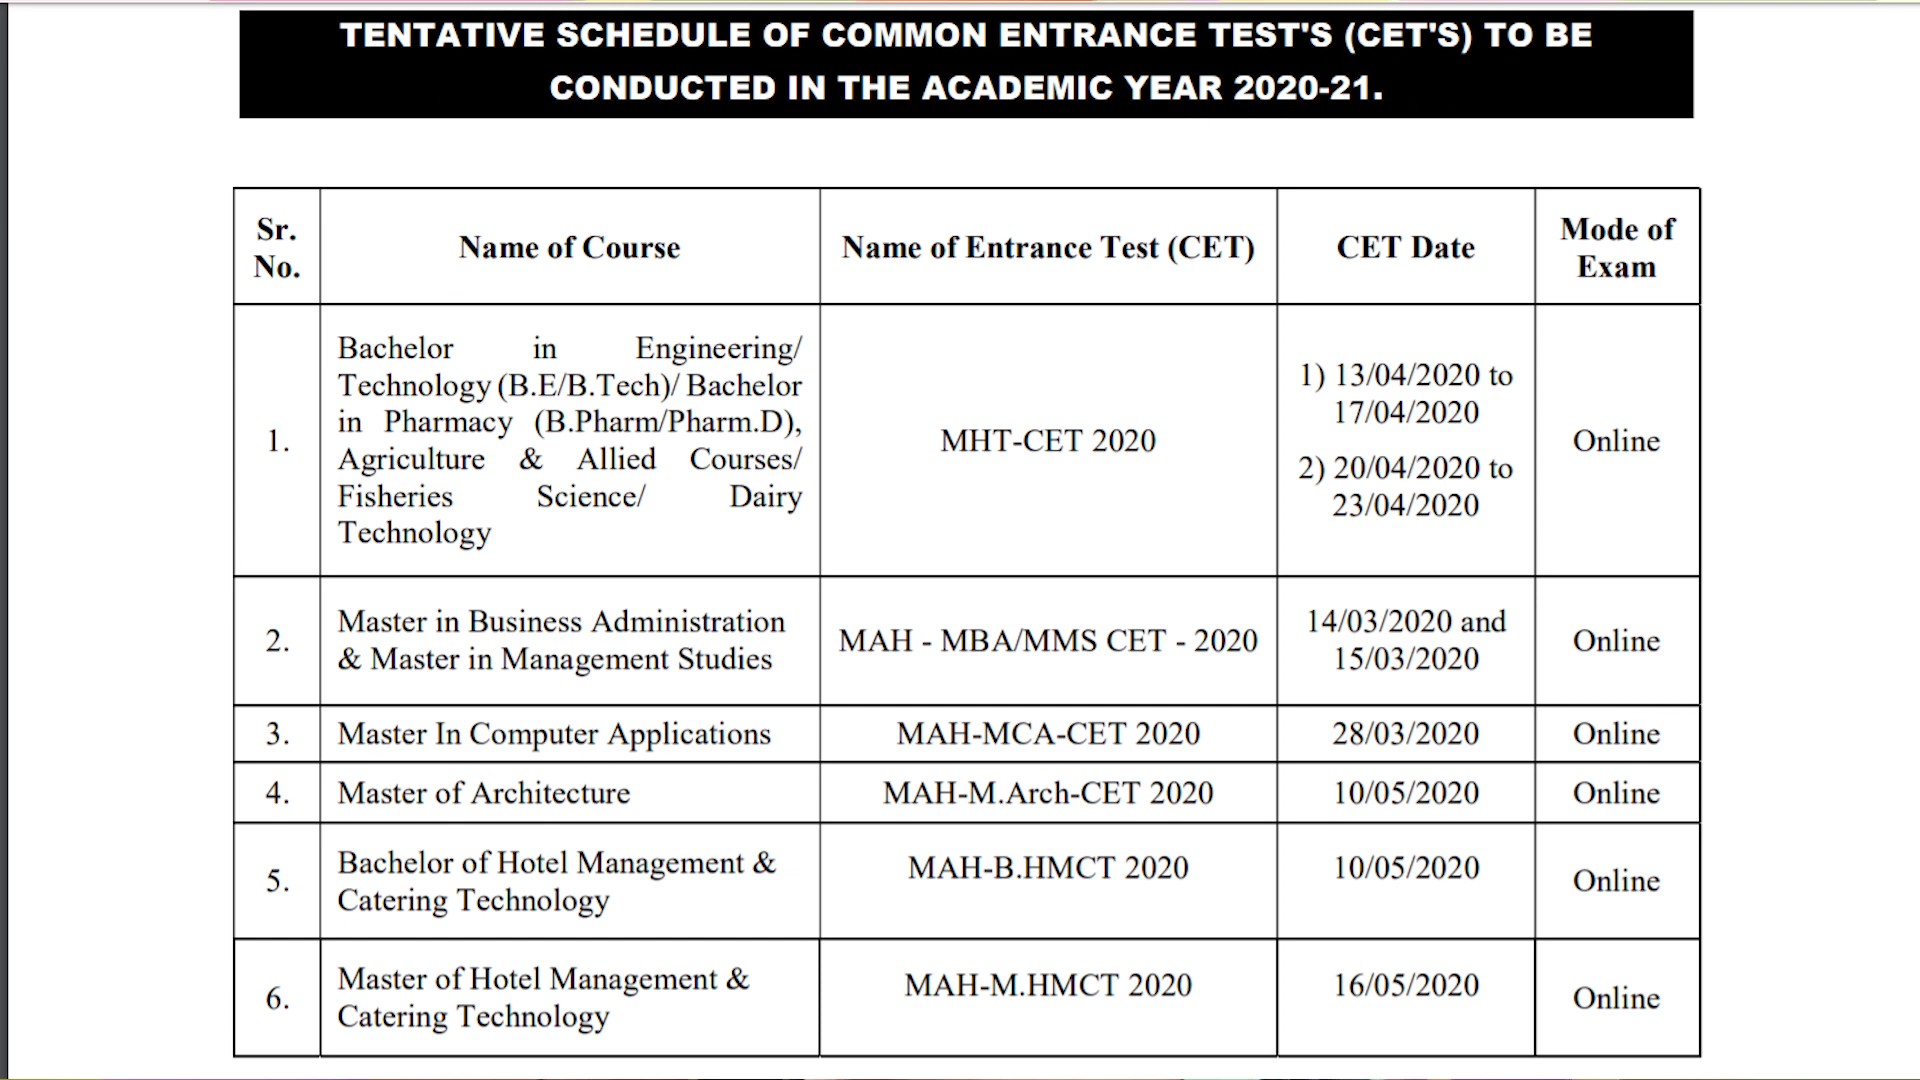 TENTATIVE SCHEDULE OF COMMON ENTRANCE TEST'S (CET'S) TO BE
CONDUCTED IN THE ACADEMIC YEAR 2020-21.
Sr.
No.
Name of Course
Name of Entrance Test (CET)
CET Date
Mode of
Exam
1.
Bachelor in Engineering/
Technology (B.E/B.Tech)/ Bachelor
in Pharmacy (B.Pharm/Pharm.D),
Agriculture & Allied Courses/
Fisheries Science/ Dairy
Technology
MHT-CET 2020
1) 13/04/2020 to
17/04/2020
2) 20/04/2020 to
23/04/2020
Online
2.
Master in Business Administration
& Master in Management Studies
MAH - MBA/MMS CET - 2020
14/03/2020 and
15/03/2020
Online
3.
Master In Computer Applications
MAH-MCA-CET 2020
28/03/2020
Online
4.
Master of Architecture
MAH-M.Arch-CET 2020
10/05/2020
Online
5.
Bachelor of Hotel Management &
Catering Technology
MAH-B.HMCT 2020
10/05/2020
Online
6.
Master of Hotel Management &
Catering Technology
MAH-M.HMCT 2020
16/05/2020
Online